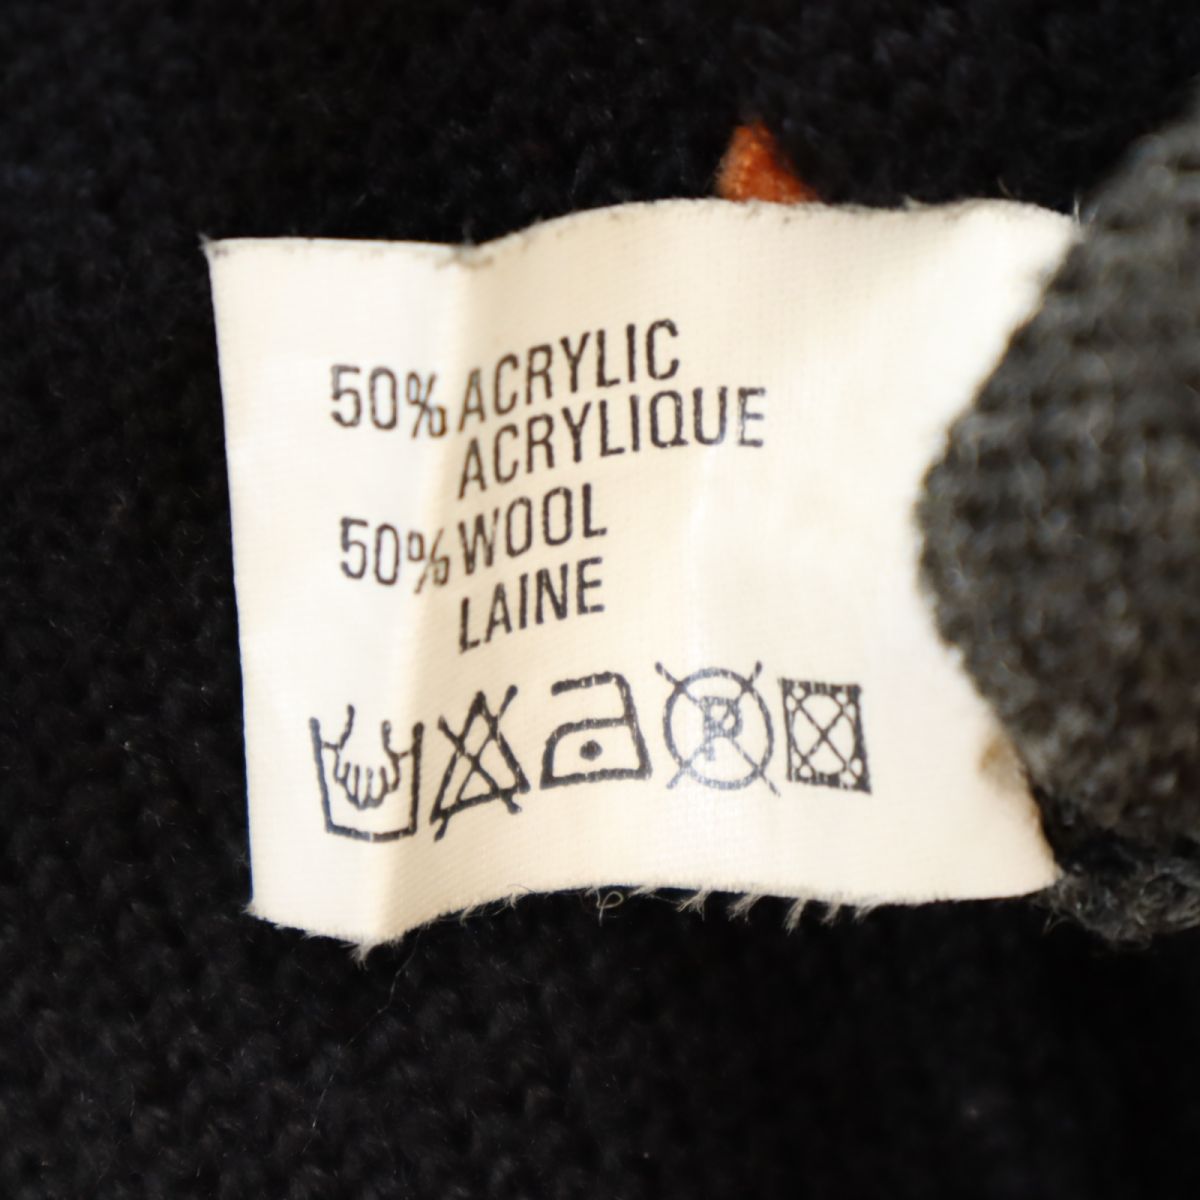 50% ACRYLIC
ACRYLIQUE
50% WOOL
LAINE
P